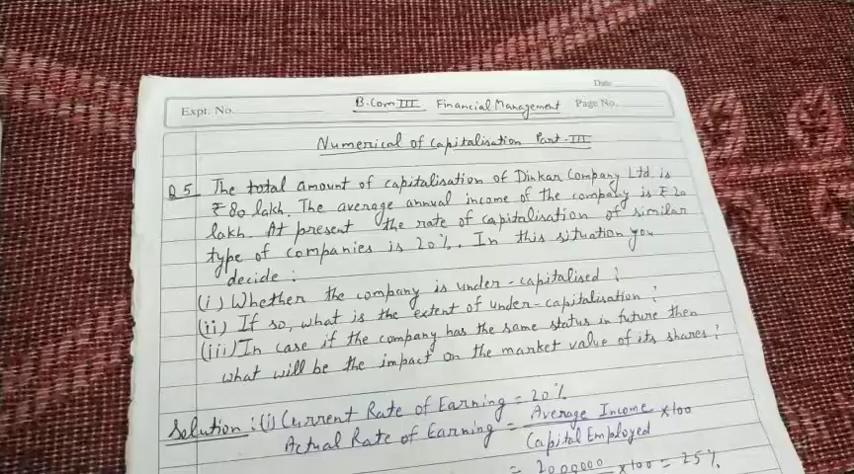 Date
Expt. No.
B.Com III Financial Management Page No.
Numerical of Capitalisation Part-III
Q5 The total amount of capitalisation of Dinkar Company Ltd is
₹80 lakh. The average annual income of the company is ₹20
lakh. At present the rate of capitalisation of similar
type of companies is 20%. In this situation you
decide :
(i) Whether the company is under-capitalised ?
(ii) If so, what is the extent of under-capitalisation ?
(iii) In case if the company has the same status in future then
what will be the impact on the market value of its shares ?
Solution : (i) Current Rate of Earning = 20%
Actual Rate of Earning = Average Income x100
Capital Employed
= 2000000 x100 = 25%